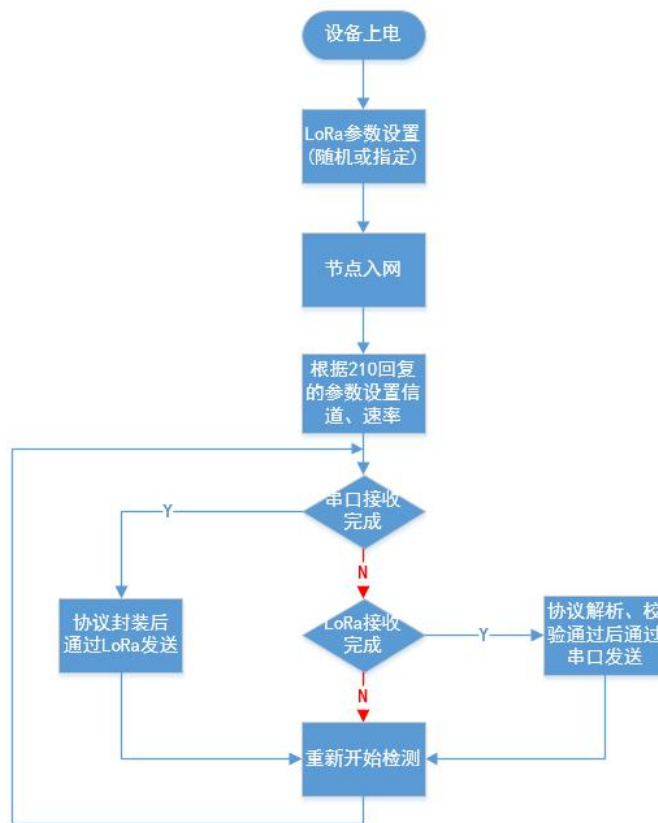 设备上电
LoRa参数设置
(随机或指定)
节点入网
根据210回复
的参数设置信
道、速率
串口接收
完成
Y
N
协议封装后
通过LoRa发送
LoRa接收
完成
Y
协议解析、校
验通过后通过
串口发送
N
重新开始检测